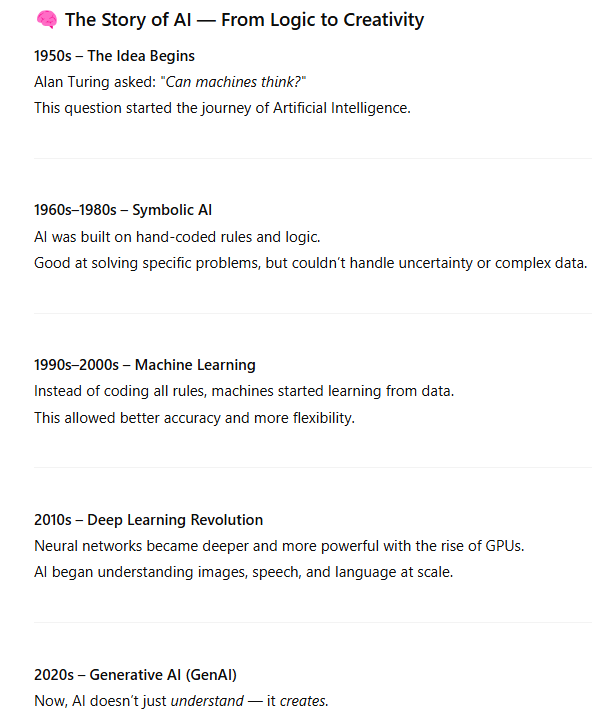 🧠 The Story of AI — From Logic to Creativity
1950s – The Idea Begins
Alan Turing asked: "Can machines think?"
This question started the journey of Artificial Intelligence.
1960s–1980s – Symbolic AI
AI was built on hand-coded rules and logic.
Good at solving specific problems, but couldn't handle uncertainty or complex data.
1990s–2000s – Machine Learning
Instead of coding all rules, machines started learning from data.
This allowed better accuracy and more flexibility.
2010s – Deep Learning Revolution
Neural networks became deeper and more powerful with the rise of GPUs.
AI began understanding images, speech, and language at scale.
2020s – Generative AI (GenAI)
Now, AI doesn't just understand — it creates.